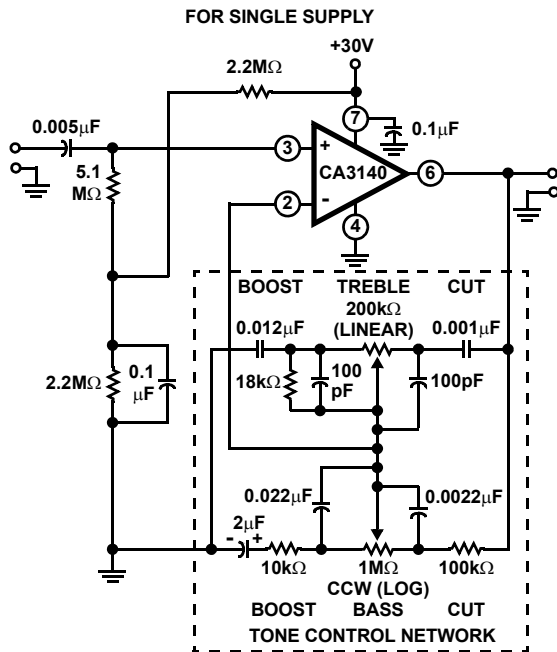 FOR SINGLE SUPPLY
+30V
2.2MΩ
0.005μF
7
0.1μF
3
+
CA3140
6
5.1
MΩ
2
-
4
BOOST TREBLE CUT
200kΩ
(LINEAR)
0.012μF
0.001μF
18kΩ
100
pF
100pF
2.2MΩ
0.1
μF
0.022μF
0.0022μF
2μF
- +
10kΩ
1MΩ
100kΩ
CCW (LOG)
BOOST BASS CUT
TONE CONTROL NETWORK